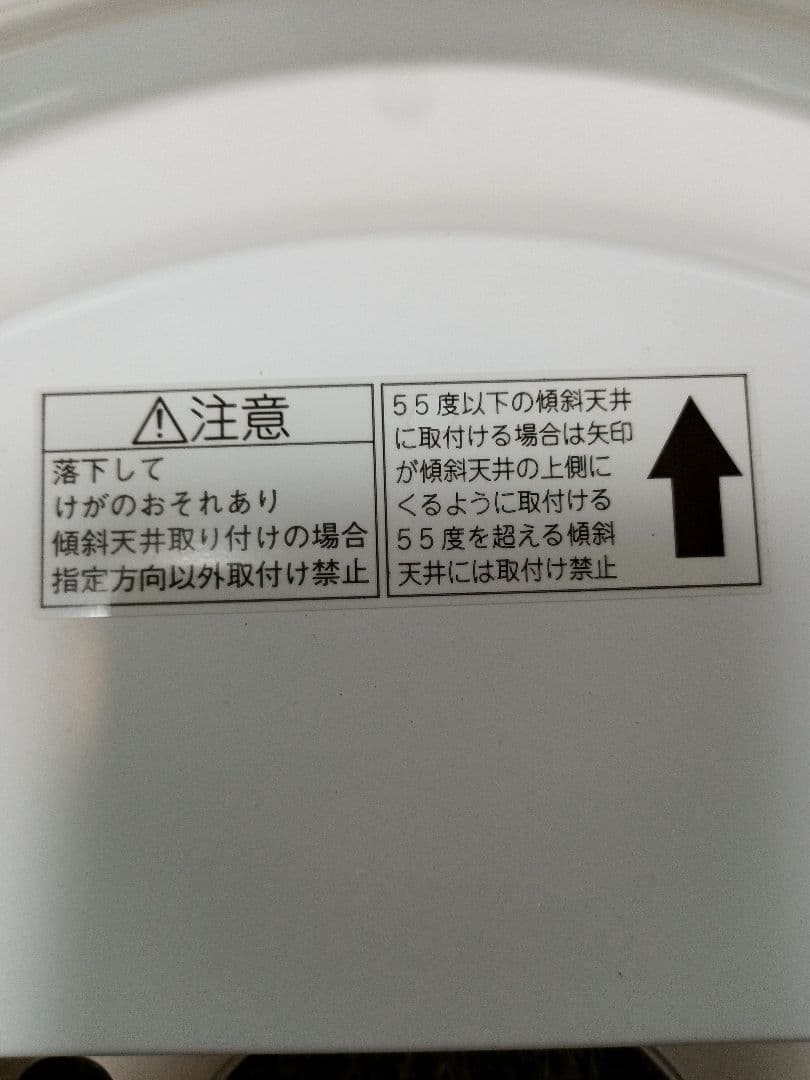 注意
落下して
けがのおそれあり
傾斜天井取り付けの場合
指定方向以外取付け禁止
55度以下の傾斜天井
に取付ける場合は矢印
が傾斜天井の上側に
くるように取付ける
55度を超える傾斜
天井には取付け禁止